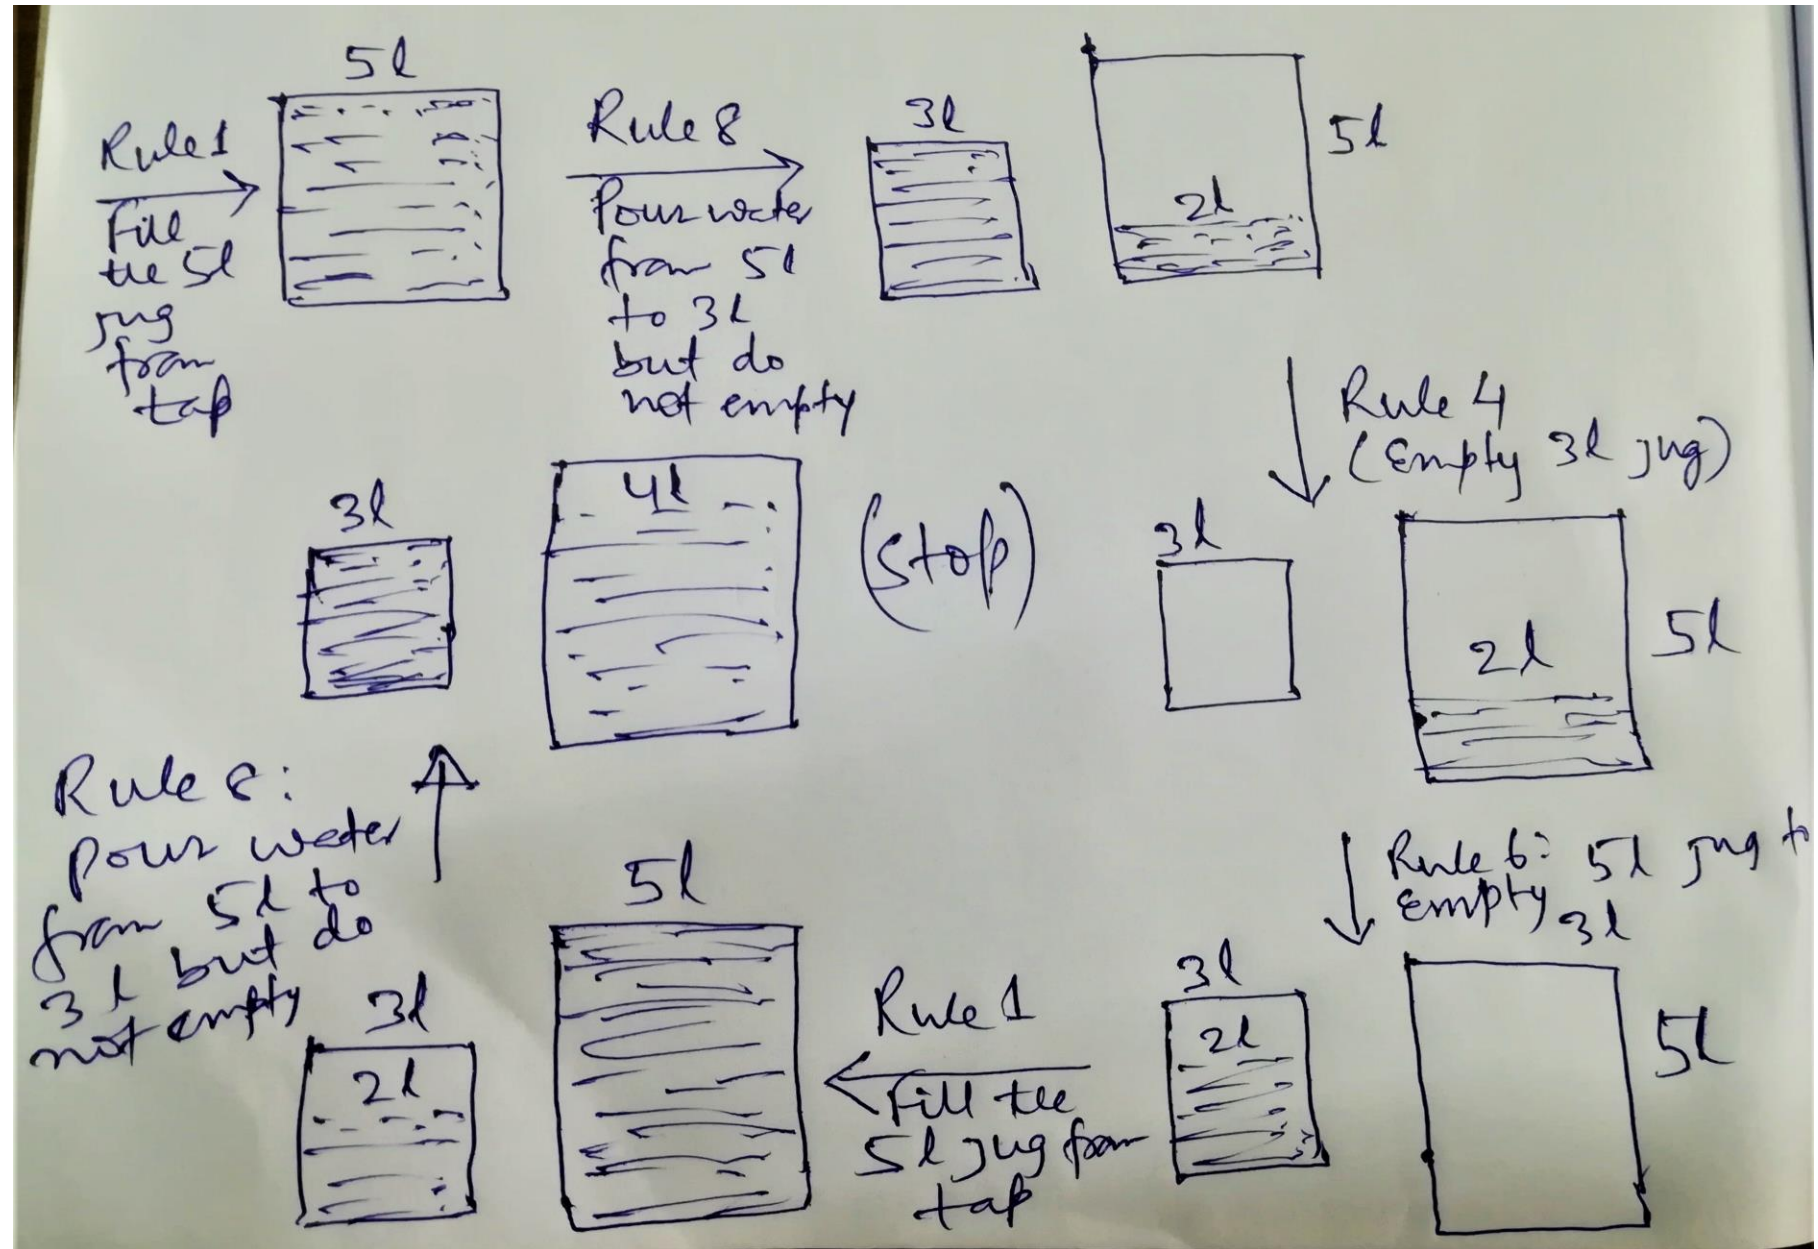 5l
Rule 1
Fill
the 5l
jug
from
tap
Rule 8
Pour water
from 5l
to 3l
but do
not empty
3l
2l
5l
Rule 4
(Empty 3l jug)
3l
2l
5l
Rule 6: 5l jug to
empty
3l
3l
2l
5l
Rule 1
Fill the
5l jug from
tap
5l
3l
2l
Rule 8:
pour water
from 5l to
3l but do
not empty
3l
4l
(Stop)